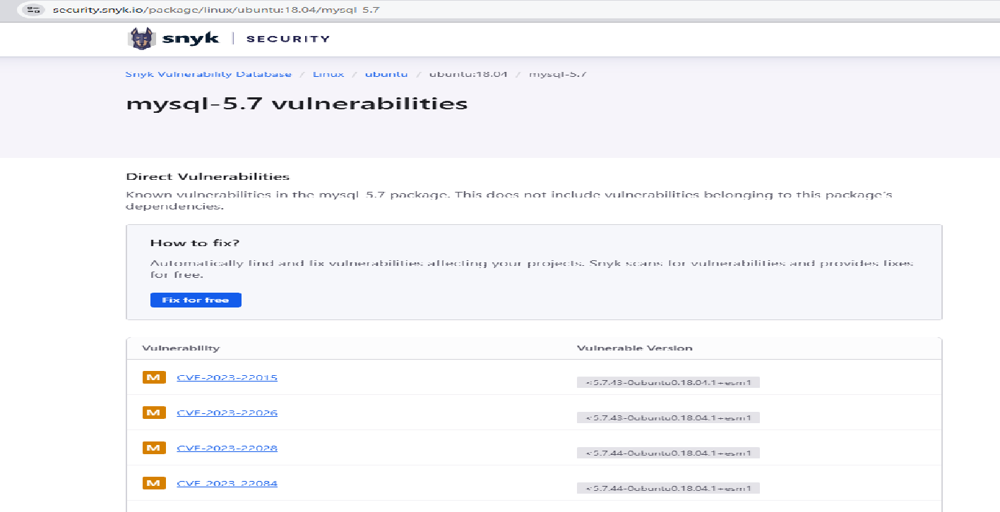 security.snyk.io/package/linux/ubuntu:18.04/mysql-5.7
snyk | SECURITY
Snyk Vulnerability Database / Linux / ubuntu / ubuntu:18.04 / mysql-5.7
mysql-5.7 vulnerabilities
Direct Vulnerabilities
Known vulnerabilities in the mysql-5.7 package. This does not include vulnerabilities belonging to this package's
dependencies.
How to fix?
Automatically find and fix vulnerabilities affecting your projects. Snyk scans for vulnerabilities and provides fixes
for free.
Fix for free
Vulnerability Vulnerable Version
M CVE-2023-22015 <5.7.43-0ubuntu0.18.04.1+esm1
M CVE-2023-22026 <5.7.43-0ubuntu0.18.04.1+esm1
M CVE-2023-22028 <5.7.44-0ubuntu0.18.04.1+esm1
M CVE-2023-22084 <5.7.44-0ubuntu0.18.04.1+esm1